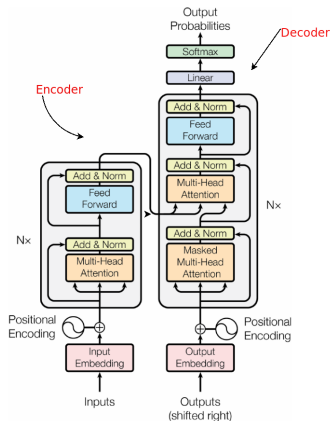 Output
Probabilities
Softmax
Linear
Decoder
Add & Norm
Feed
Forward
Add & Norm
Multi-Head
Attention
Nx
Add & Norm
Masked
Multi-Head
Attention
Positional
Encoding
Output
Embedding
Outputs
(shifted right)
Encoder
Add & Norm
Feed
Forward
Nx
Add & Norm
Multi-Head
Attention
Positional
Encoding
Input
Embedding
Inputs